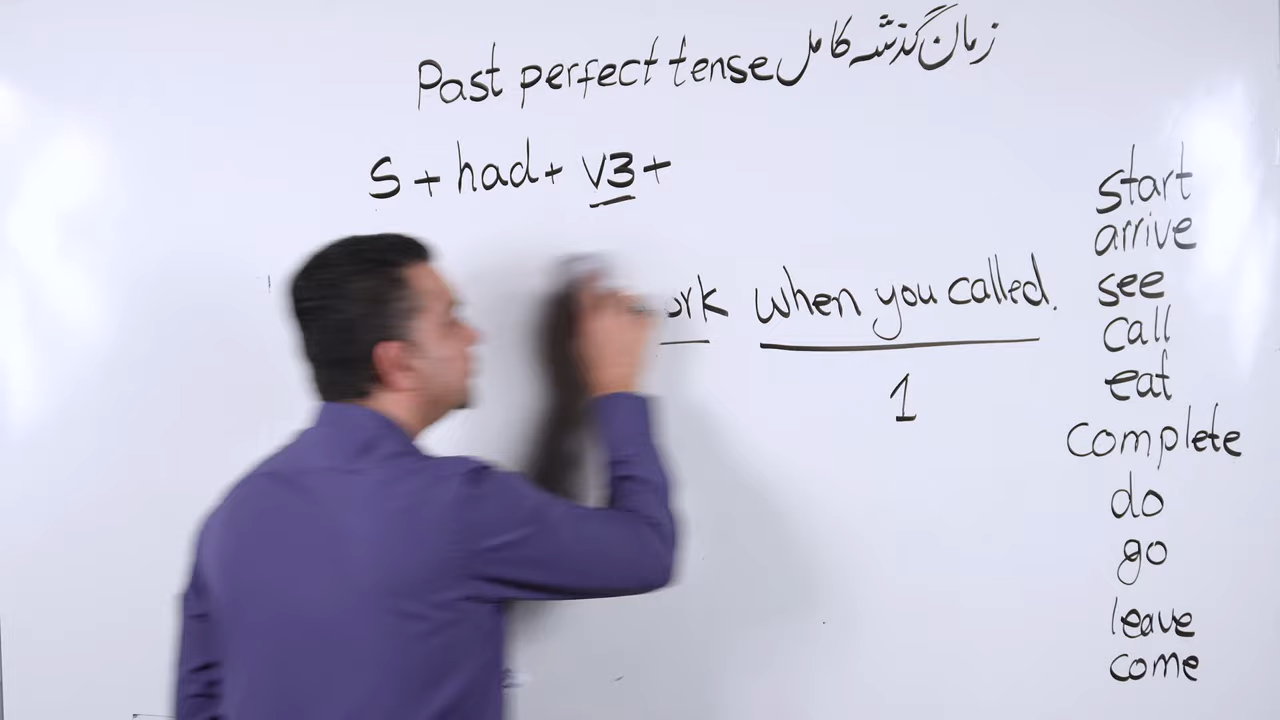 Past perfect tense زمان گذشته کامل
S + had + V3 +
when you called.
1
start
arrive
see
call
eat
complete
do
go
leave
come